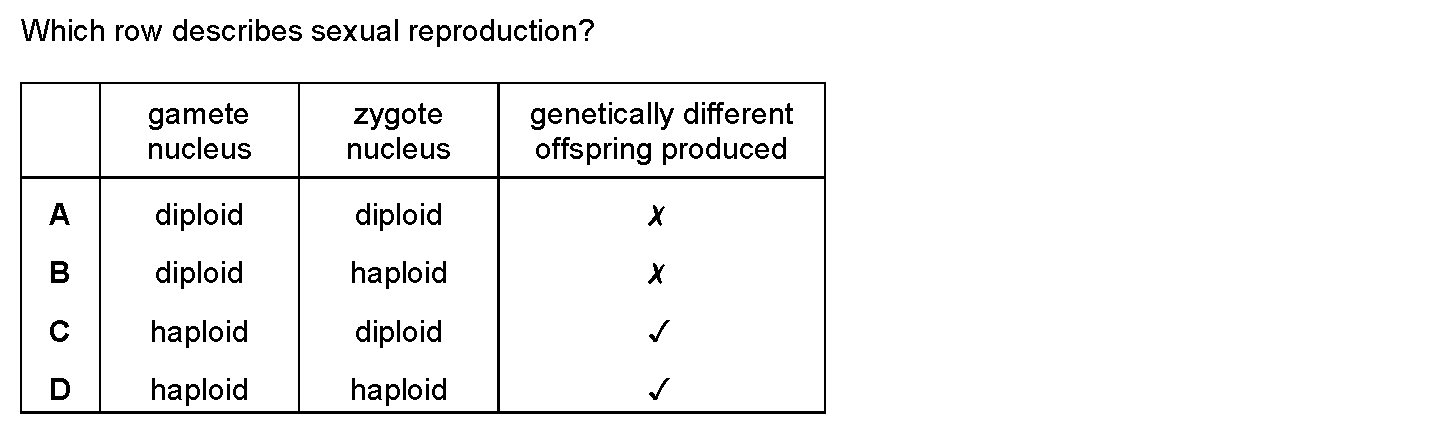 Which row describes sexual reproduction?
gamete nucleus zygote nucleus genetically different offspring produced
A diploid diploid ✗
B diploid haploid ✗
C haploid diploid ✓
D haploid haploid ✓